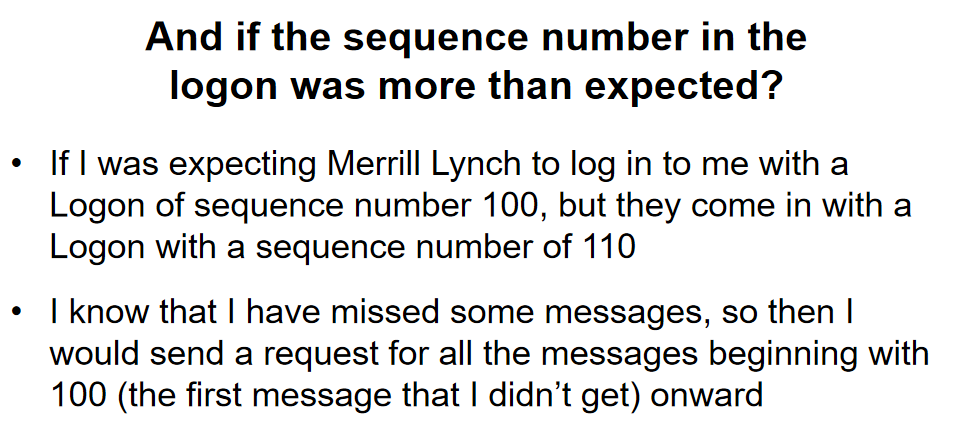 And if the sequence number in the
logon was more than expected?
• If I was expecting Merrill Lynch to log in to me with a
Logon of sequence number 100, but they come in with a
Logon with a sequence number of 110
• I know that I have missed some messages, so then I
would send a request for all the messages beginning with
100 (the first message that I didn’t get) onward